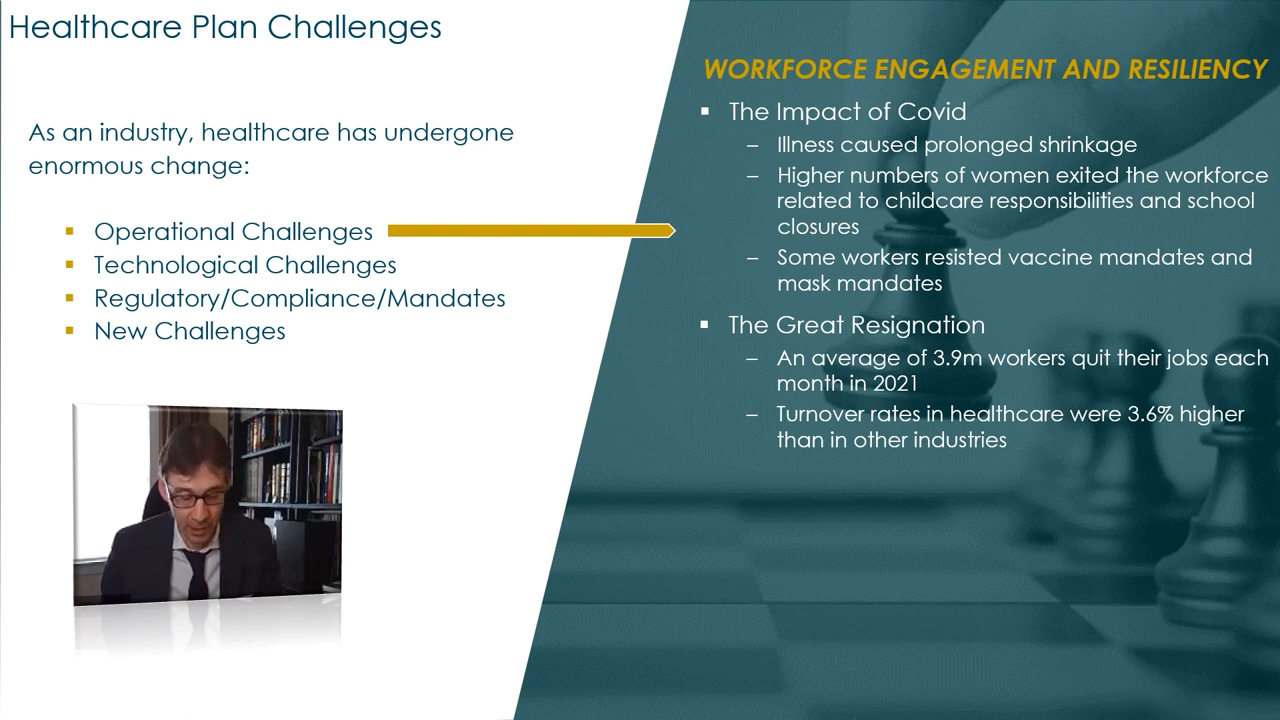 Healthcare Plan Challenges
As an industry, healthcare has undergone
enormous change:
▪ Operational Challenges
▪ Technological Challenges
▪ Regulatory/Compliance/Mandates
▪ New Challenges
WORKFORCE ENGAGEMENT AND RESILIENCY
▪ The Impact of Covid
– Illness caused prolonged shrinkage
– Higher numbers of women exited the workforce
related to childcare responsibilities and school
closures
– Some workers resisted vaccine mandates and
mask mandates
▪ The Great Resignation
– An average of 3.9m workers quit their jobs each
month in 2021
– Turnover rates in healthcare were 3.6% higher
than in other industries